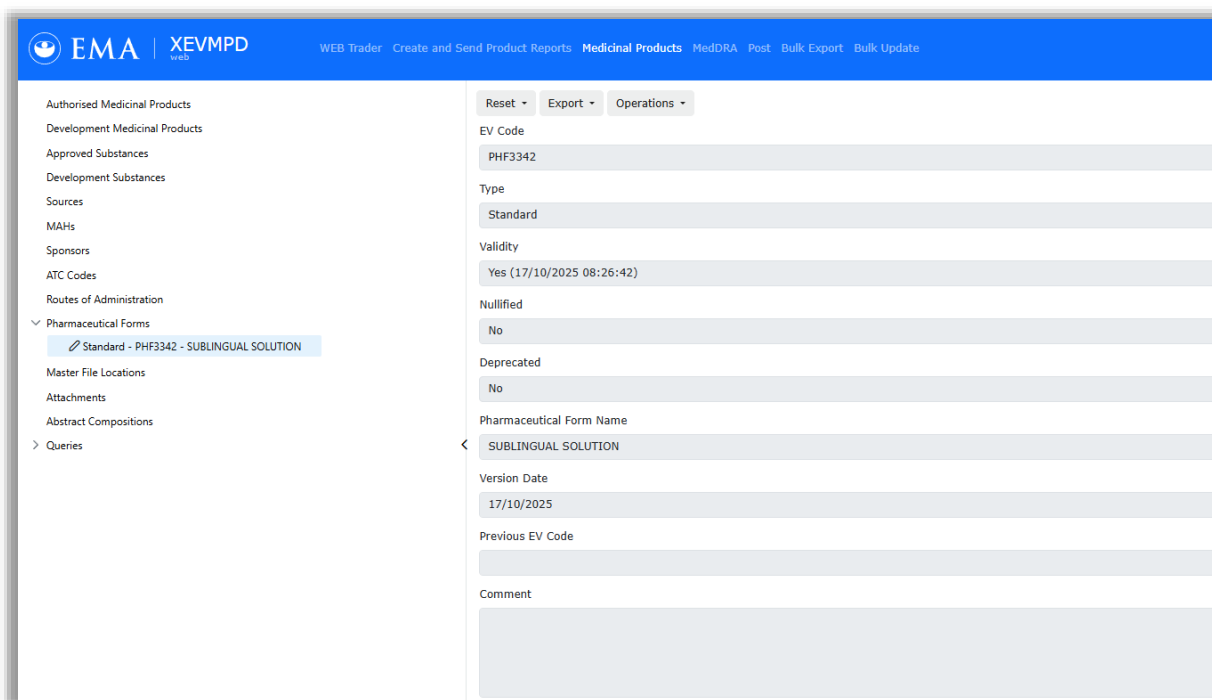 EMA | XEVMPD
web
WEB Trader Create and Send Product Reports Medicinal Products MedDRA Post Bulk Export Bulk Update
Authorised Medicinal Products
Development Medicinal Products
Approved Substances
Development Substances
Sources
MAHs
Sponsors
ATC Codes
Routes of Administration
Pharmaceutical Forms
Standard - PHF3342 - SUBLINGUAL SOLUTION
Master File Locations
Attachments
Abstract Compositions
Queries
Reset Export Operations
EV Code
PHF3342
Type
Standard
Validity
Yes (17/10/2025 08:26:42)
Nullified
No
Deprecated
No
Pharmaceutical Form Name
SUBLINGUAL SOLUTION
Version Date
17/10/2025
Previous EV Code
Comment